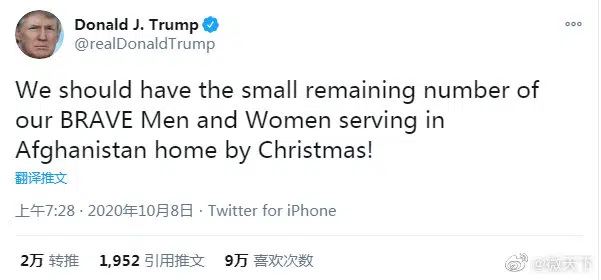 Donald J. Trump
@realDonaldTrump
We should have the small remaining number of
our BRAVE Men and Women serving in
Afghanistan home by Christmas!
翻译推文
上午7:28 · 2020年10月8日 · Twitter for iPhone
2万 转推 1,952 引用推文 9万 喜欢次数
@微天下